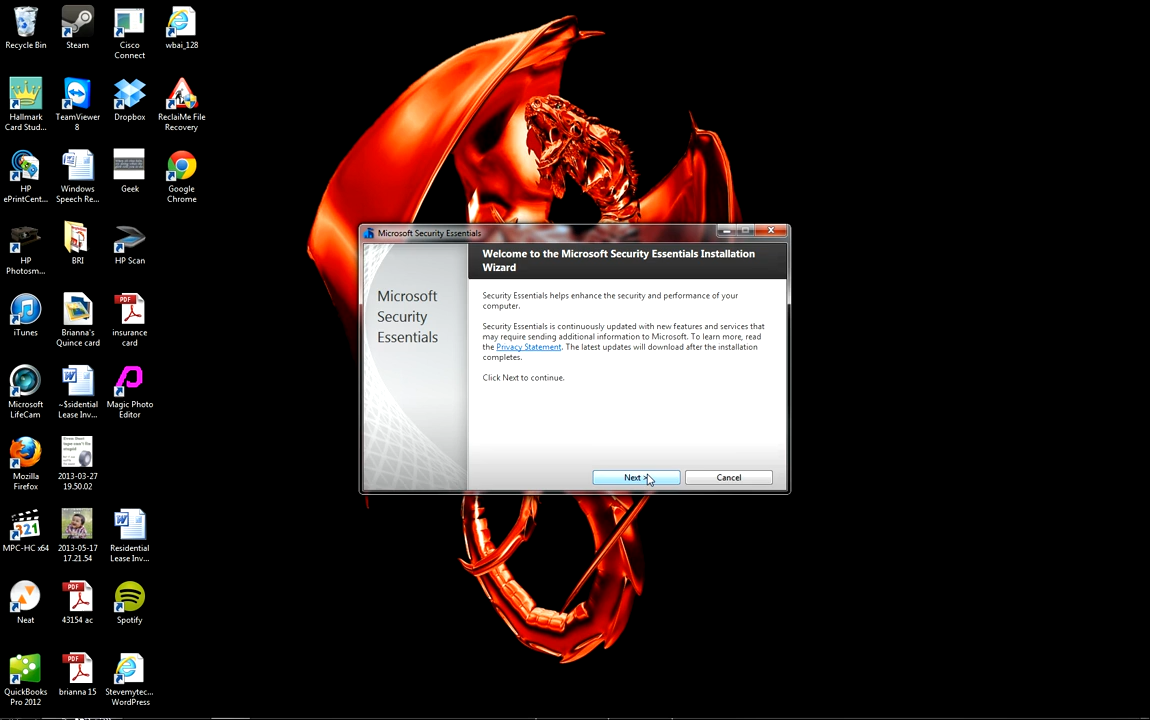 Recycle Bin
Steam
Cisco
Connect
wbai_128
Hallmark
Card Stud...
TeamViewer
8
Dropbox
ReclaiMe File
Recovery
HP
ePrintCent...
Windows
Speech Re...
Geek
Google
Chrome
HP
Photosm...
BRI
HP Scan
iTunes
Brianna's
Quince card
PDF
insurance
card
Microsoft
LifeCam
~$sidential
Lease Inv...
Magic Photo
Editor
Mozilla
Firefox
2013-03-27
19.50.02
321
MPC-HC x64
2013-05-17
17.21.54
Residential
Lease Inv...
Neat
PDF
43154 ac
Spotify
QuickBooks
Pro 2012
PDF
brianna 15
Stevemytec...
WordPress
Microsoft Security Essentials
Microsoft
Security
Essentials
Welcome to the Microsoft Security Essentials Installation
Wizard
Security Essentials helps enhance the security and performance of your
computer.
Security Essentials is continuously updated with new features and services that
may require sending additional information to Microsoft. To learn more, read
the Privacy Statement. The latest updates will download after the installation
completes.
Click Next to continue.
Next >
Cancel